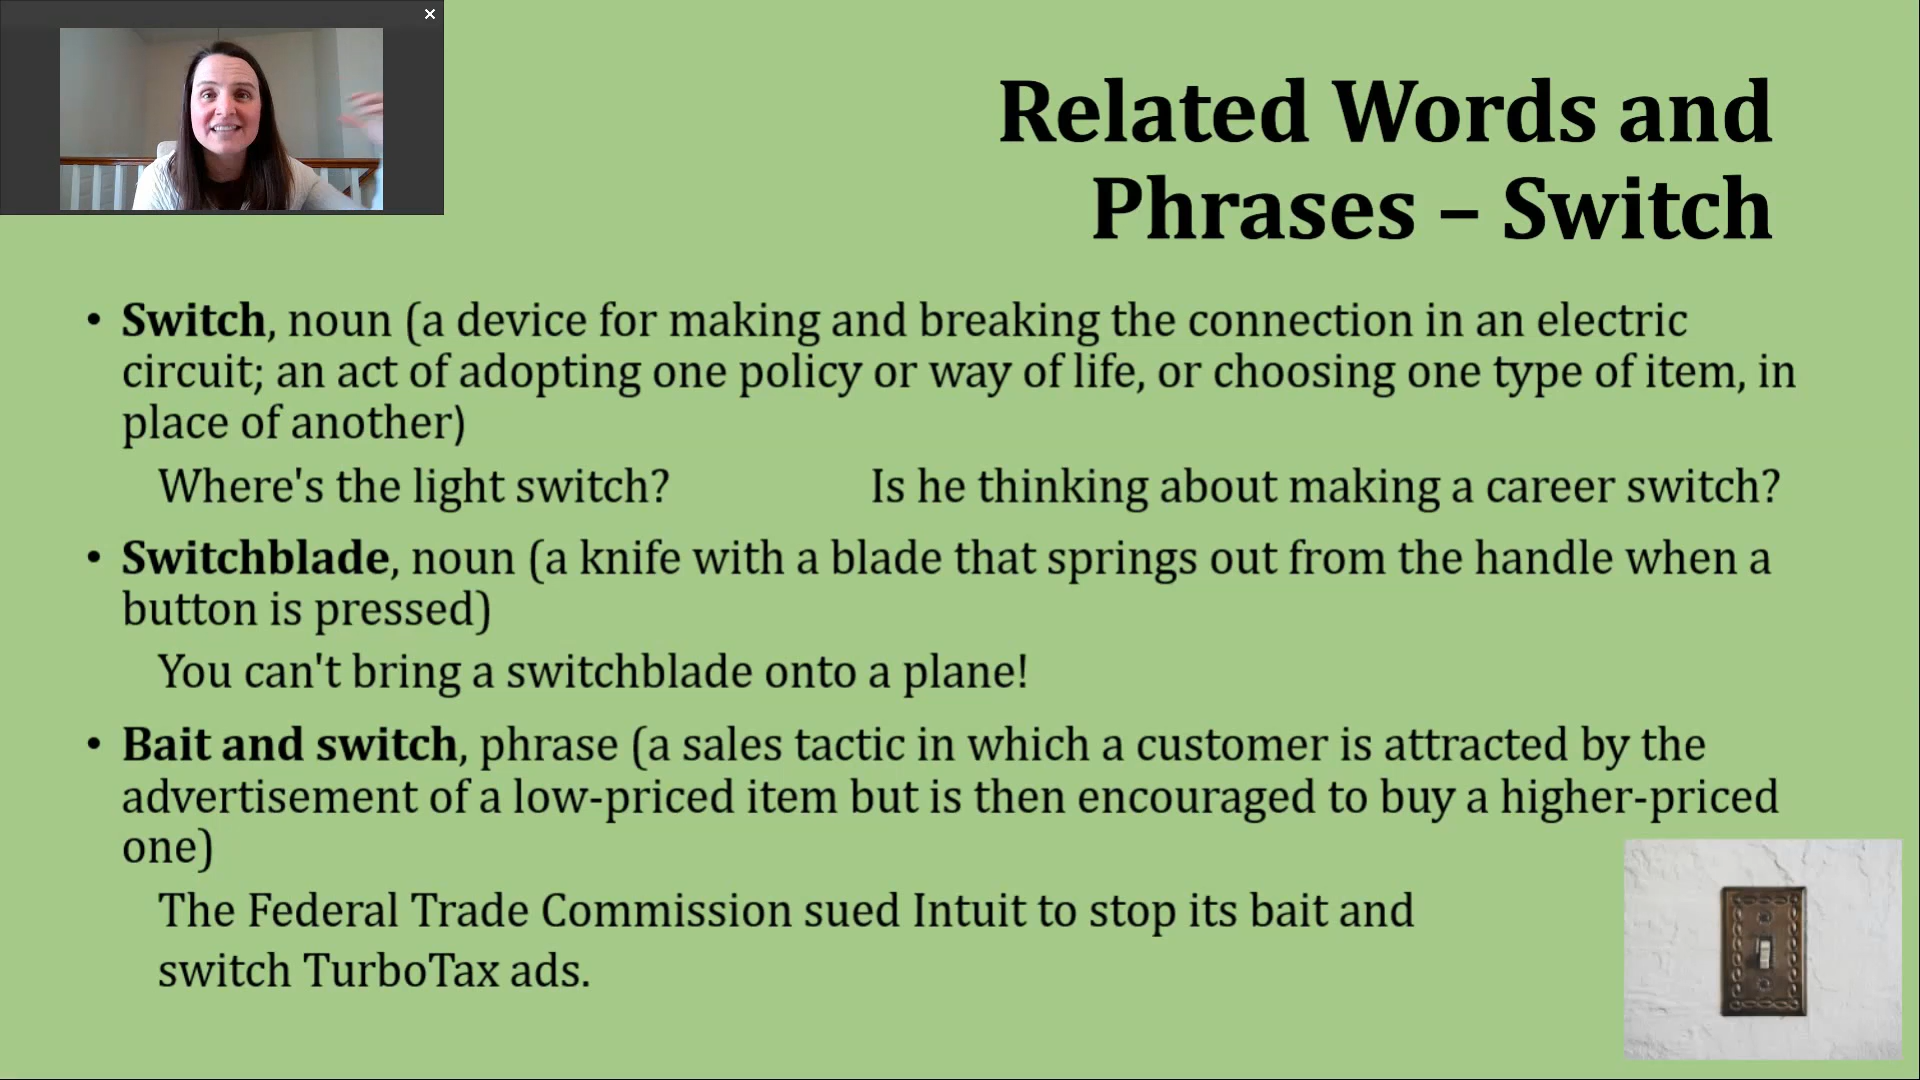 Related Words and
Phrases – Switch
• Switch, noun (a device for making and breaking the connection in an electric
circuit; an act of adopting one policy or way of life, or choosing one type of item, in
place of another)
Where's the light switch? Is he thinking about making a career switch?
• Switchblade, noun (a knife with a blade that springs out from the handle when a
button is pressed)
You can't bring a switchblade onto a plane!
• Bait and switch, phrase (a sales tactic in which a customer is attracted by the
advertisement of a low-priced item but is then encouraged to buy a higher-priced
one)
The Federal Trade Commission sued Intuit to stop its bait and
switch TurboTax ads.